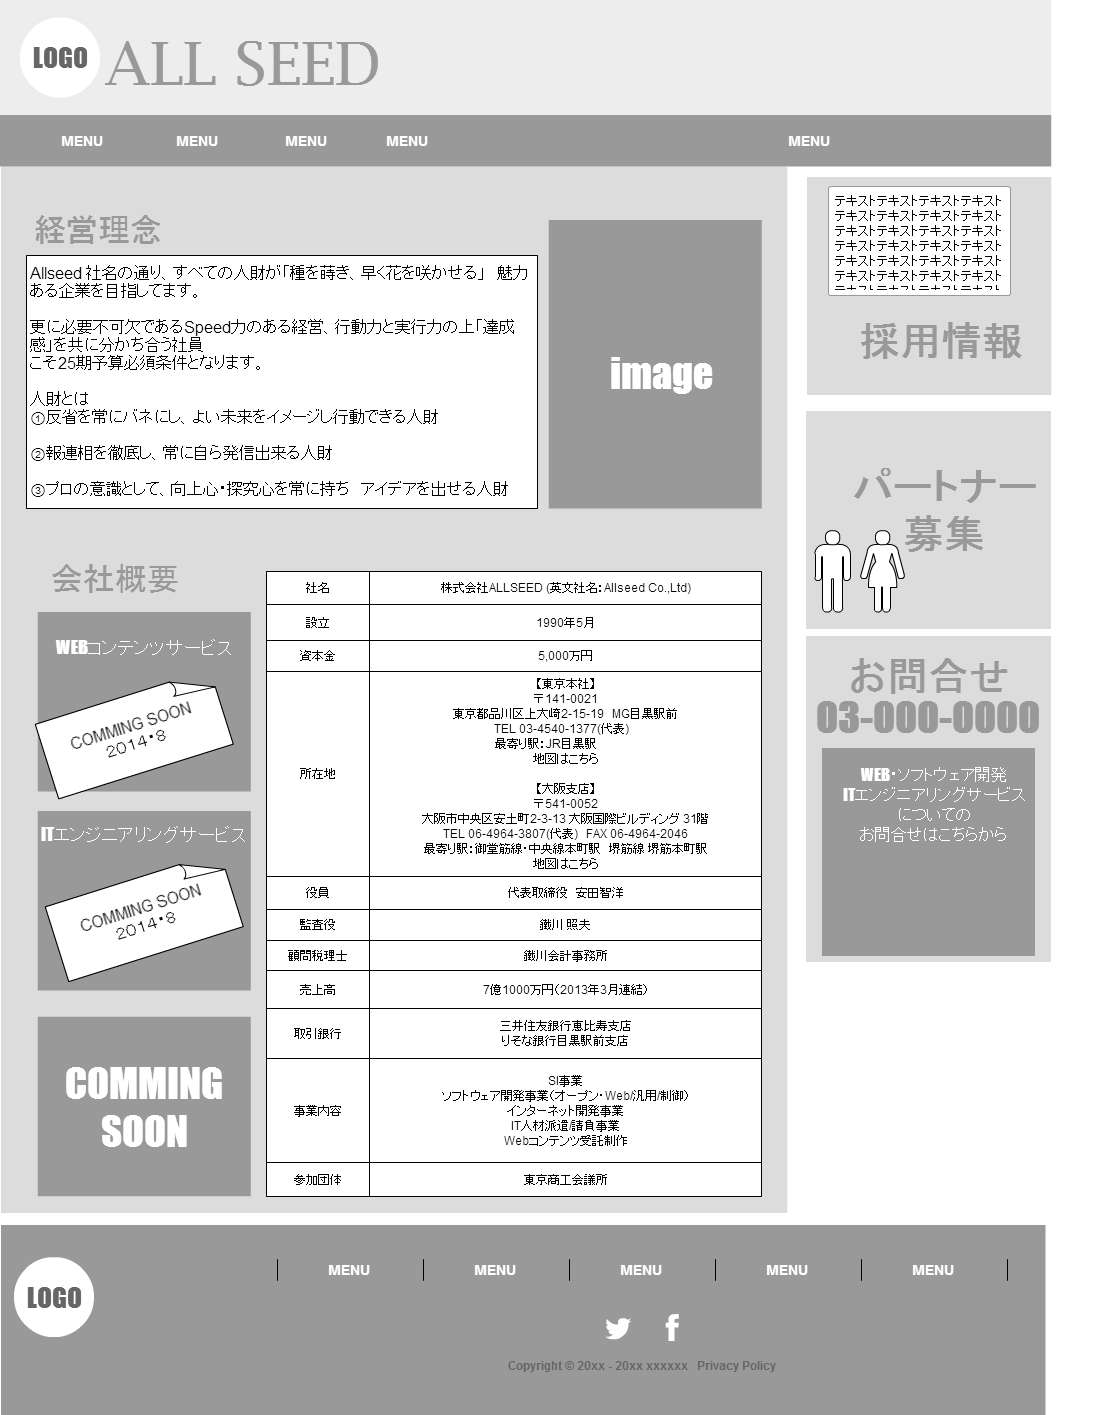 LOGO ALL SEED
MENU MENU MENU MENU MENU
経営理念
Allseed 社名の通り、すべての人財が「種を蒔き、早く花を咲かせる」　魅力
ある企業を目指してます。
更に必要不可欠であるSpeed力のある経営、行動力と実行力の上「達成
感」を共に分かち合う社員
こそ25期予算必須条件となります。
人財とは
①反省を常にバネにし、よい未来をイメージし行動できる人財
②報連相を徹底し、常に自ら発信出来る人財
③プロの意識として、向上心・探究心を常に持ち　アイデアを出せる人財
image
会社概要
WEBコンテンツサービス
COMMING SOON
2014・8
ITエンジニアリングサービス
COMMING SOON
2014・8
COMMING
SOON
社名 株式会社ALLSEED (英文社名：Allseed Co.,Ltd)
設立 1990年5月
資本金 5,000万円
所在地
【東京本社】
〒141-0021
東京都品川区上大崎2-15-19　MG目黒駅前
TEL 03-4540-1377(代表)
最寄り駅：JR目黒駅
地図はこちら
【大阪支店】
〒541-0052
大阪市中央区安土町2-3-13 大阪国際ビルディング 31階
TEL 06-4964-3807(代表)　FAX 06-4964-2046
最寄り駅：御堂筋線・中央線本町駅　堺筋線 堺筋本町駅
地図はこちら
役員 代表取締役　安田智洋
監査役 鐵川 照夫
顧問税理士 鐵川会計事務所
売上高 7億1000万円（2013年3月連結）
取引銀行
三井住友銀行恵比寿支店
りそな銀行目黒駅前支店
事業内容
SI事業
ソフトウェア開発事業（オープン・Web/汎用/制御）
インターネット開発事業
IT人材派遣/請負事業
Webコンテンツ受託制作
参加団体 東京商工会議所
テキストテキストテキストテキスト
テキストテキストテキストテキスト
テキストテキストテキストテキスト
テキストテキストテキストテキスト
テキストテキストテキストテキスト
テキストテキストテキストテキスト
テキストテキストテキストテキスト
採用情報
パートナー
募集
お問合せ
03-000-0000
WEB・ソフトウェア開発
ITエンジニアリングサービス
についての
お問合せはこちらから
LOGO
MENU MENU MENU MENU MENU
Copyright © 20xx - 20xx xxxxxx Privacy Policy